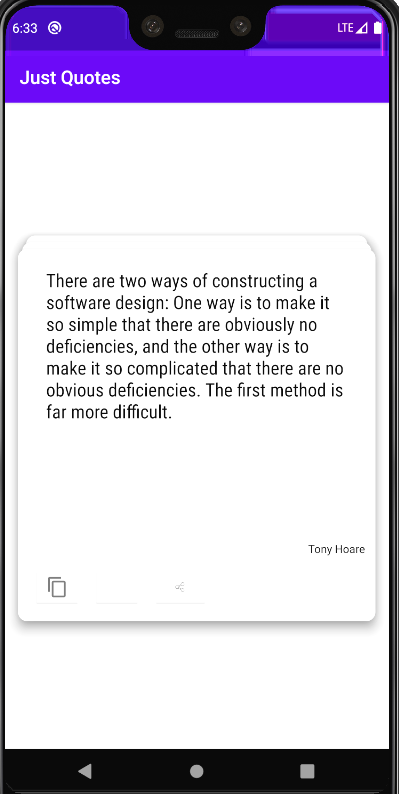 6:33
LTE
Just Quotes
There are two ways of constructing a
software design: One way is to make it
so simple that there are obviously no
deficiencies, and the other way is to
make it so complicated that there are no
obvious deficiencies. The first method is
far more difficult.
Tony Hoare